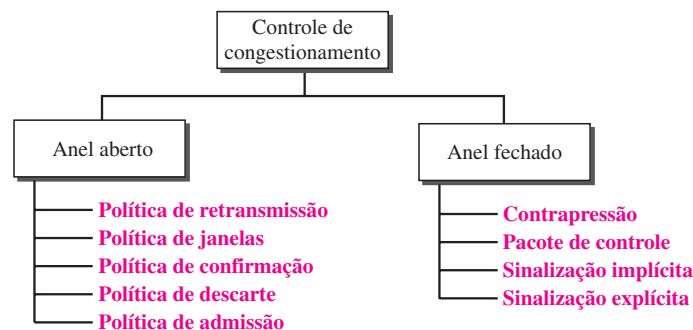 Controle de
congestionamento
Anel aberto
Política de retransmissão
Política de janelas
Política de confirmação
Política de descarte
Política de admissão
Anel fechado
Contrapressão
Pacote de controle
Sinalização implícita
Sinalização explícita